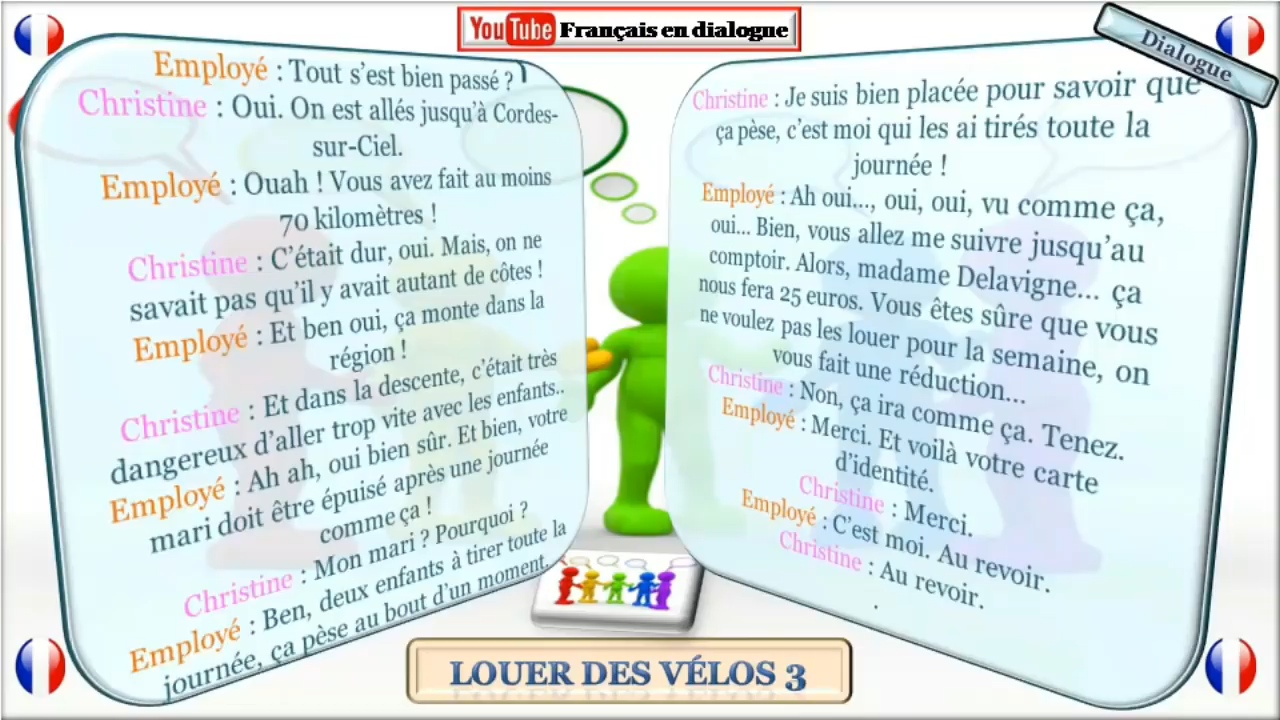 YouTube Français en dialogue
Dialogue
Employé : Tout s'est bien passé ?
Christine : Oui. On est allés jusqu'à Cordes-
sur-Ciel.
Employé : Ouah ! Vous avez fait au moins
70 kilomètres !
Christine : C'était dur, oui. Mais, on ne
savait pas qu'il y avait autant de côtes !
Employé : Et ben oui, ça monte dans la
région !
Christine : Et dans la descente, c'était très
dangereux d'aller trop vite avec les enfants..
Employé : Ah ah, oui bien sûr. Et bien, votre
mari doit être épuisé après une journée
comme ça !
Christine : Mon mari ? Pourquoi ?
Employé : Ben, deux enfants à tirer toute la
journée, ça pèse au bout d'un moment.
Christine : Je suis bien placée pour savoir que
ça pèse, c'est moi qui les ai tirés toute la
journée !
Employé : Ah oui..., oui, oui, vu comme ça,
oui... Bien, vous allez me suivre jusqu'au
comptoir. Alors, madame Delavigne... ça
nous fera 25 euros. Vous êtes sûre que vous
ne voulez pas les louer pour la semaine, on
vous fait une réduction...
Christine : Non, ça ira comme ça. Tenez.
Employé : Merci. Et voilà votre carte
d'identité.
Christine : Merci.
Employé : C'est moi. Au revoir.
Christine : Au revoir.
.
LOUER DES VÉLOS 3